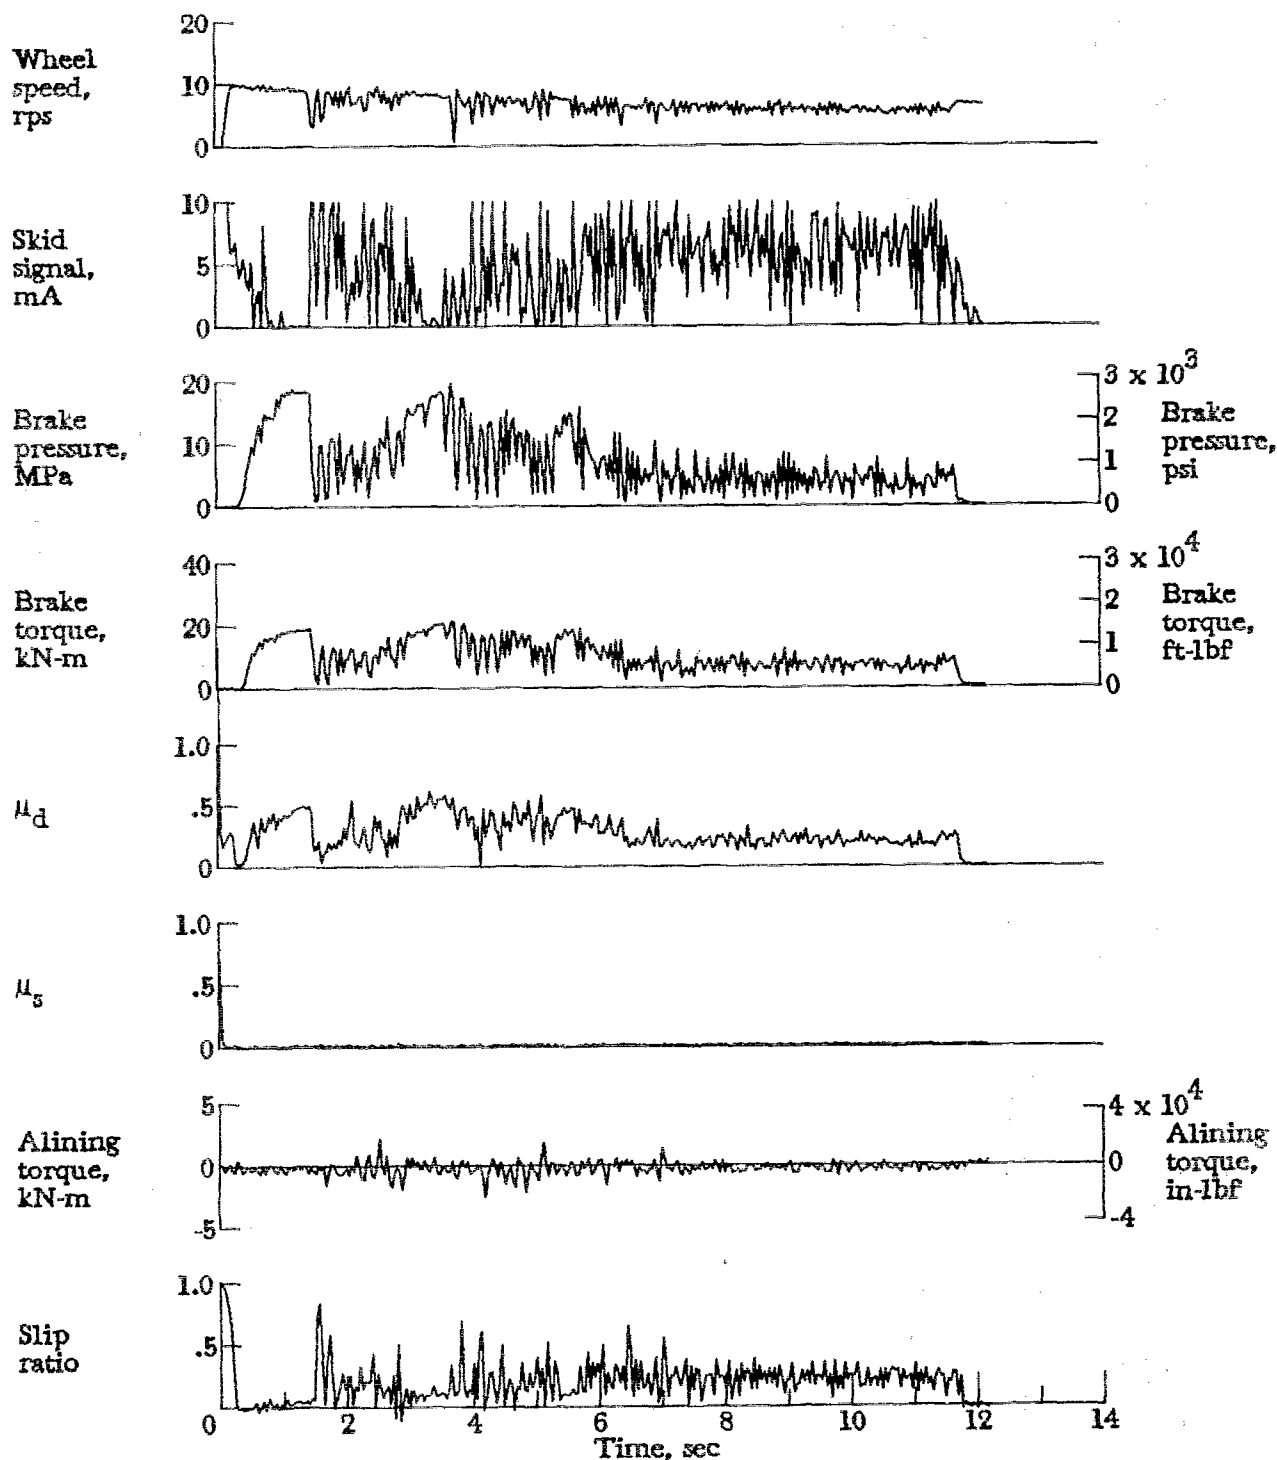 20
Wheel
speed,
rps
10
0
10
Skid
signal,
mA
5
0
3 x 10^3
20
Brake
pressure,
MPa
2
Brake
pressure,
psi
10
1
0
0
3 x 10^4
40
Brake
torque,
kN-m
2
Brake
torque,
ft-lbf
20
1
0
0
1.0
μd
.5
0
1.0
μs
.5
0
5
4 x 10^4
Alining
torque,
kN-m
0
0
Alining
torque,
in-lbf
-5
-4
1.0
Slip
ratio
.5
0 2 4 6 8 10 12 14
Time, sec